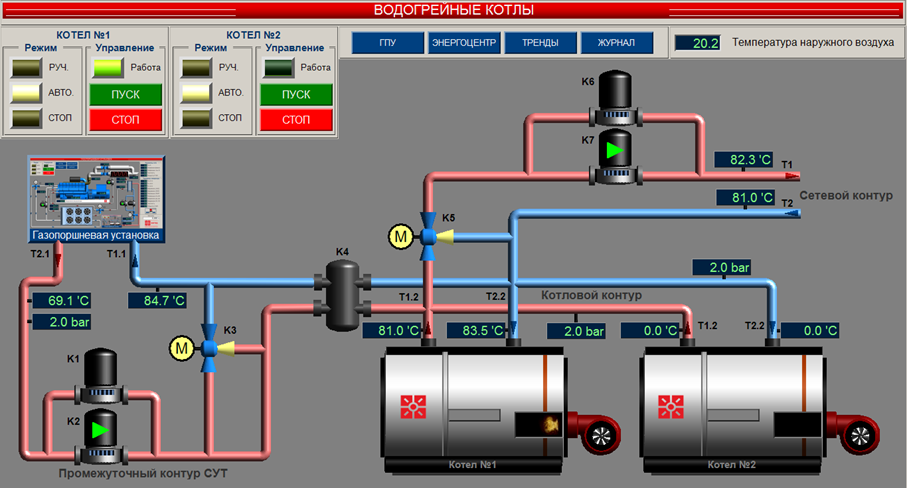 ВОДОГРЕЙНЫЕ КОТЛЫ
КОТЕЛ №1
Режим
Управление
РУЧ.
Работа
АВТО.
ПУСК
СТОП
СТОП
КОТЕЛ №2
Режим
Управление
РУЧ.
Работа
АВТО.
ПУСК
СТОП
СТОП
ГПУ
ЭНЕРГОЦЕНТР
ТРЕНДЫ
ЖУРНАЛ
20.2
Температура наружного воздуха
K6
K7
82.3 'C
T1
81.0 'C
T2
Сетевой контур
K5
M
Газопоршневая установка
T2.1
T1.1
K4
2.0 bar
69.1 'C
84.7 'C
2.0 bar
T1.2
T2.2
Котловой контур
81.0 'C
83.5 'C
2.0 bar
0.0 'C
T1.2
T2.2
0.0 'C
K3
M
K1
K2
Промежуточный контур СУТ
Котел №1
Котел №2